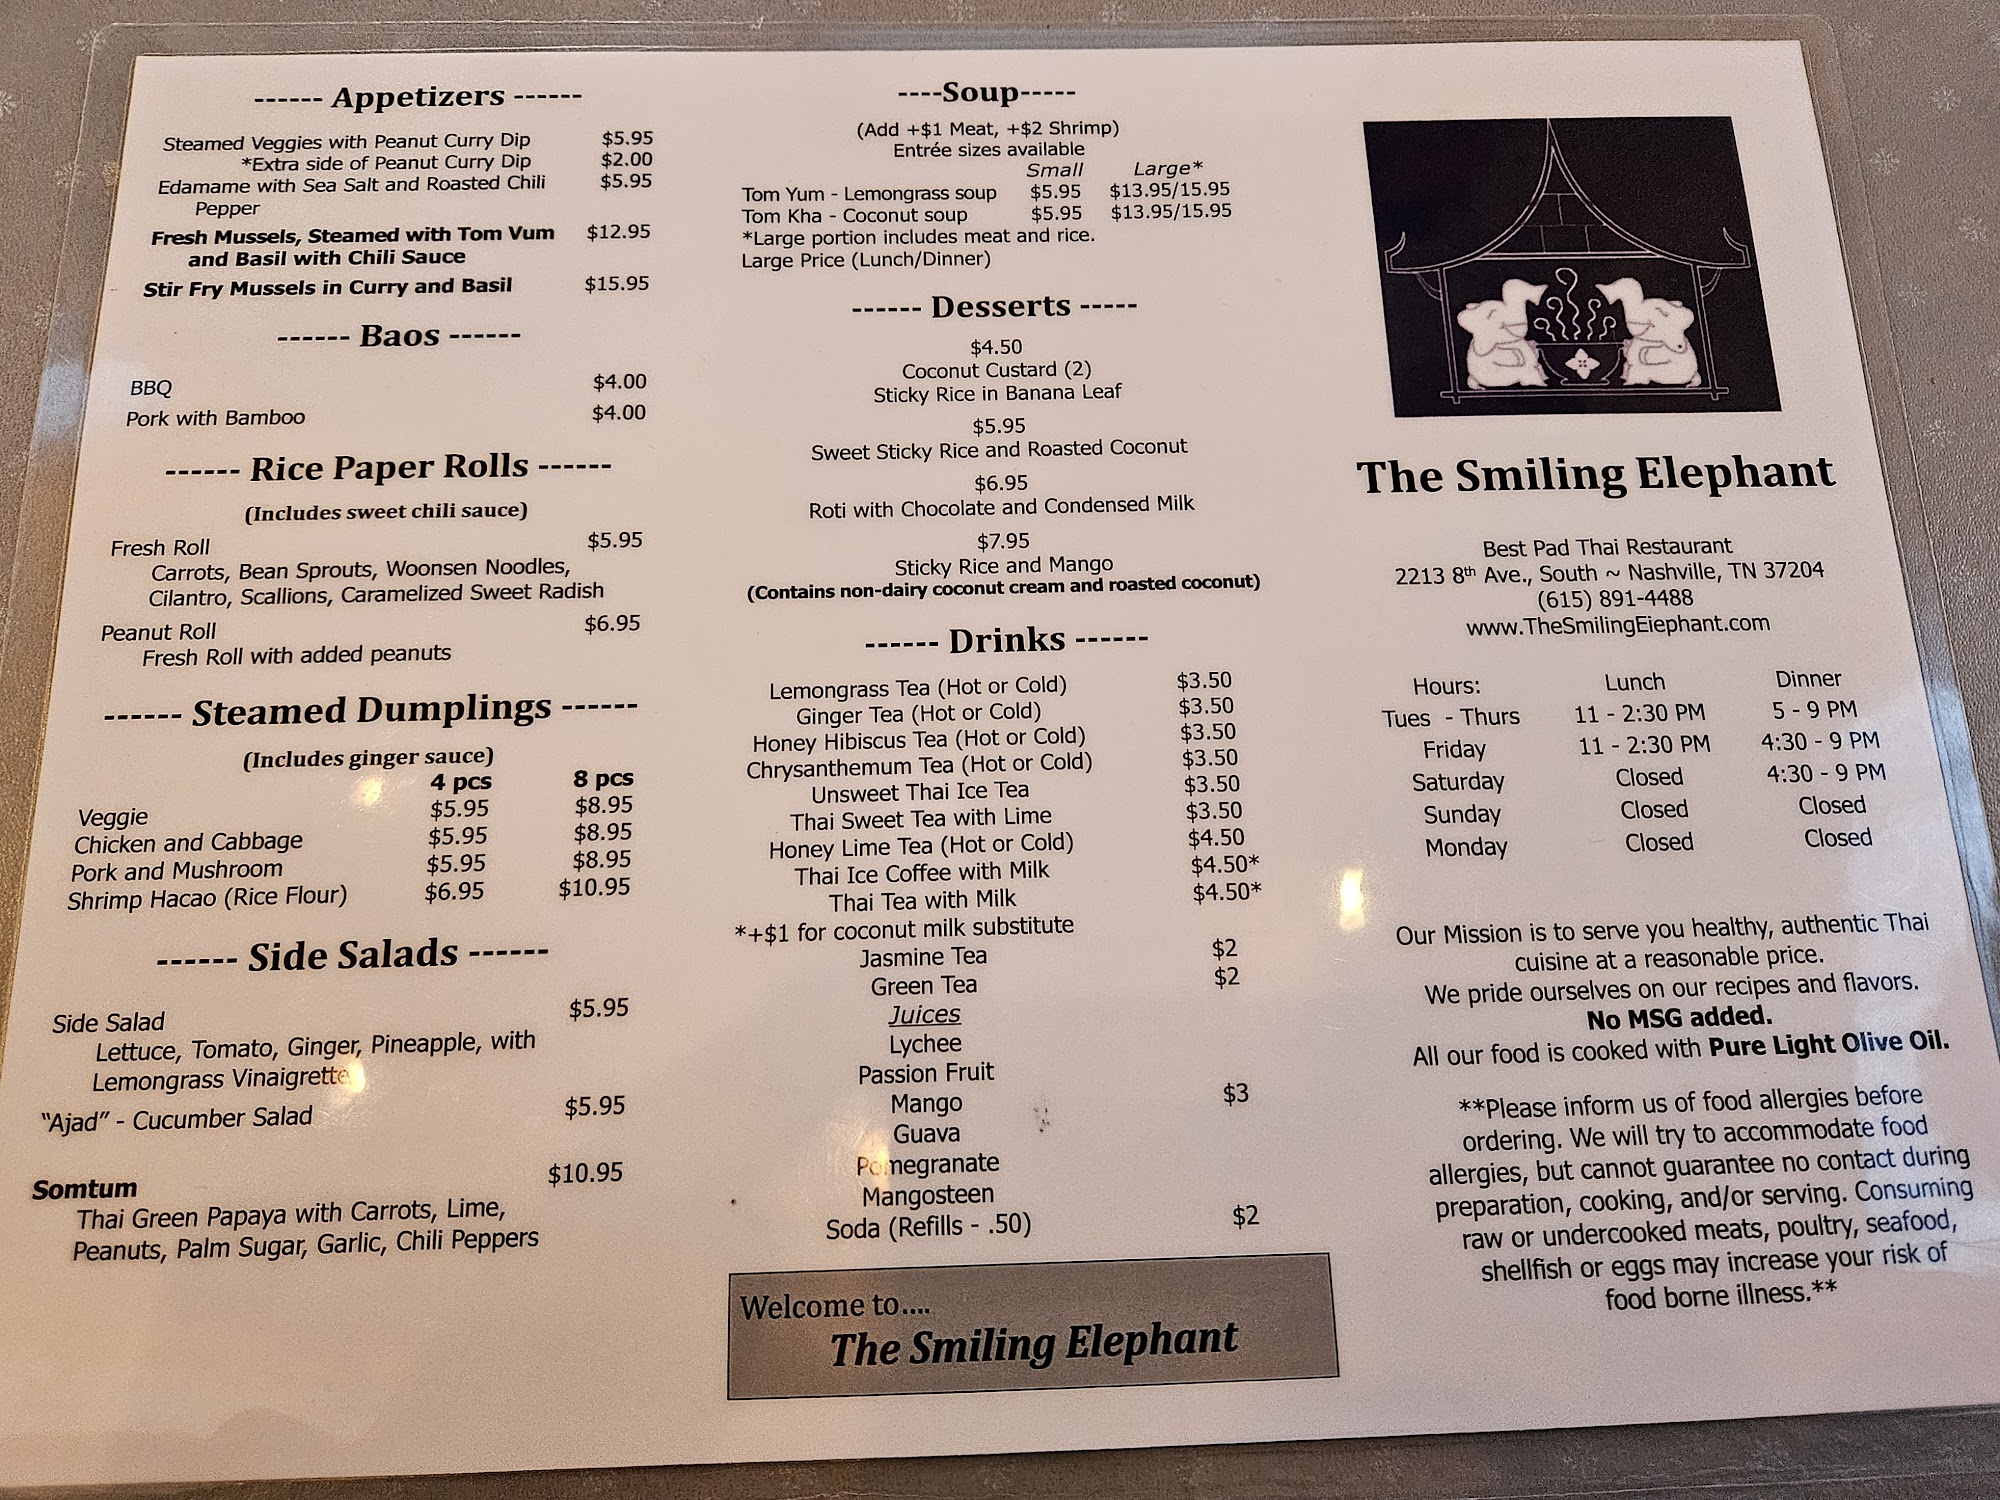 ------ Appetizers ------
Steamed Veggies with Peanut Curry Dip $5.95
*Extra side of Peanut Curry Dip $2.00
Edamame with Sea Salt and Roasted Chili $5.95
Pepper
Fresh Mussels, Steamed with Tom Vum $12.95
and Basil with Chili Sauce
Stir Fry Mussels in Curry and Basil $15.95
------ Baos ------
BBQ $4.00
Pork with Bamboo $4.00
------ Rice Paper Rolls ------
(Includes sweet chili sauce)
Fresh Roll $5.95
Carrots, Bean Sprouts, Woonsen Noodles,
Cilantro, Scallions, Caramelized Sweet Radish
Peanut Roll $6.95
Fresh Roll with added peanuts
------ Steamed Dumplings ------
(Includes ginger sauce)
4 pcs 8 pcs
Veggie $5.95 $8.95
Chicken and Cabbage $5.95 $8.95
Pork and Mushroom $5.95 $8.95
Shrimp Hacao (Rice Flour) $6.95 $10.95
------ Side Salads ------
Side Salad $5.95
Lettuce, Tomato, Ginger, Pineapple, with
Lemongrass Vinaigrette
"Ajad" - Cucumber Salad $5.95
Somtum $10.95
Thai Green Papaya with Carrots, Lime,
Peanuts, Palm Sugar, Garlic, Chili Peppers
----Soup-----
(Add +$1 Meat, +$2 Shrimp)
Entrée sizes available
Small Large*
Tom Yum - Lemongrass soup $5.95 $13.95/15.95
Tom Kha - Coconut soup $5.95 $13.95/15.95
*Large portion includes meat and rice.
Large Price (Lunch/Dinner)
------ Desserts -----
$4.50
Coconut Custard (2)
Sticky Rice in Banana Leaf
$5.95
Sweet Sticky Rice and Roasted Coconut
$6.95
Roti with Chocolate and Condensed Milk
$7.95
Sticky Rice and Mango
(Contains non-dairy coconut cream and roasted coconut)
------ Drinks ------
Lemongrass Tea (Hot or Cold) $3.50
Ginger Tea (Hot or Cold) $3.50
Honey Hibiscus Tea (Hot or Cold) $3.50
Chrysanthemum Tea (Hot or Cold) $3.50
Unsweet Thai Ice Tea $3.50
Thai Sweet Tea with Lime $3.50
Honey Lime Tea (Hot or Cold) $4.50
Thai Ice Coffee with Milk $4.50*
Thai Tea with Milk $4.50*
*+$1 for coconut milk substitute
Jasmine Tea $2
Green Tea $2
Juices
Lychee
Passion Fruit
Mango $3
Guava
Pomegranate
Mangosteen
Soda (Refills - .50) $2
Welcome to....
The Smiling Elephant
The Smiling Elephant
Best Pad Thai Restaurant
2213 8th Ave., South ~ Nashville, TN 37204
(615) 891-4488
www.TheSmilingEiephant.com
Hours: Lunch Dinner
Tues - Thurs 11 - 2:30 PM 5 - 9 PM
Friday 11 - 2:30 PM 4:30 - 9 PM
Saturday Closed 4:30 - 9 PM
Sunday Closed Closed
Monday Closed Closed
Our Mission is to serve you healthy, authentic Thai
cuisine at a reasonable price.
We pride ourselves on our recipes and flavors.
No MSG added.
All our food is cooked with Pure Light Olive Oil.
**Please inform us of food allergies before
ordering. We will try to accommodate food
allergies, but cannot guarantee no contact during
preparation, cooking, and/or serving. Consuming
raw or undercooked meats, poultry, seafood,
shellfish or eggs may increase your risk of
food borne illness.**